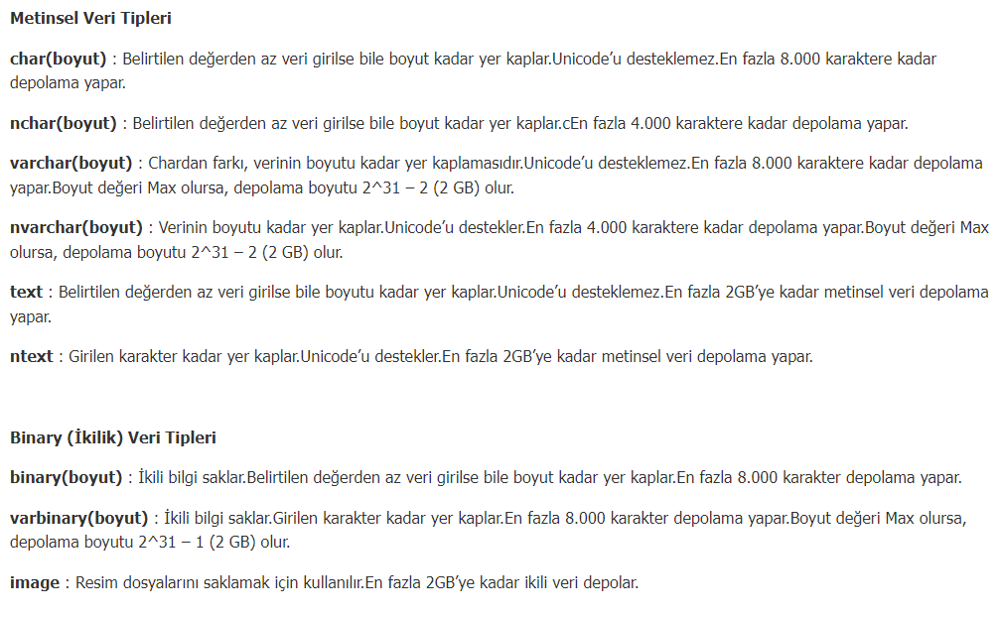 Metinsel Veri Tipleri
char(boyut) : Belirtilen değerden az veri girilse bile boyut kadar yer kaplar.Unicode’u desteklemez.En fazla 8.000 karaktere kadar
depolama yapar.
nchar(boyut) : Belirtilen değerden az veri girilse bile boyut kadar yer kaplar.cEn fazla 4.000 karaktere kadar depolama yapar.
varchar(boyut) : Chardan farkı, verinin boyutu kadar yer kaplamasıdır.Unicode’u desteklemez.En fazla 8.000 karaktere kadar depolama
yapar.Boyut değeri Max olursa, depolama boyutu 2^31 – 2 (2 GB) olur.
nvarchar(boyut) : Verinin boyutu kadar yer kaplar.Unicode’u destekler.En fazla 4.000 karaktere kadar depolama yapar.Boyut değeri Max
olursa, depolama boyutu 2^31 – 2 (2 GB) olur.
text : Belirtilen değerden az veri girilse bile boyutu kadar yer kaplar.Unicode’u desteklemez.En fazla 2GB’ye kadar metinsel veri depolama
yapar.
ntext : Girilen karakter kadar yer kaplar.Unicode’u destekler.En fazla 2GB’ye kadar metinsel veri depolama yapar.
Binary (İkilik) Veri Tipleri
binary(boyut) : İkili bilgi saklar.Belirtilen değerden az veri girilse bile boyut kadar yer kaplar.En fazla 8.000 karakter depolama yapar.
varbinary(boyut) : İkili bilgi saklar.Girilen karakter kadar yer kaplar.En fazla 8.000 karakter depolama yapar.Boyut değeri Max olursa,
depolama boyutu 2^31 – 1 (2 GB) olur.
image : Resim dosyalarını saklamak için kullanılır.En fazla 2GB’ye kadar ikili veri depolar.